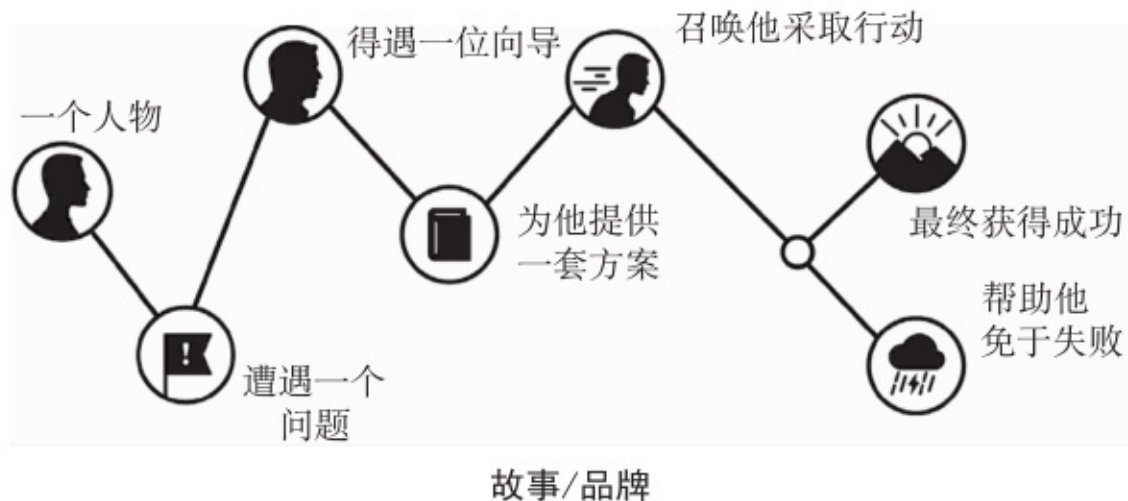 一个人物
遭遇一个
问题
得遇一位向导
为他提供
一套方案
召唤他采取行动
最终获得成功
帮助他
免于失败
故事/品牌